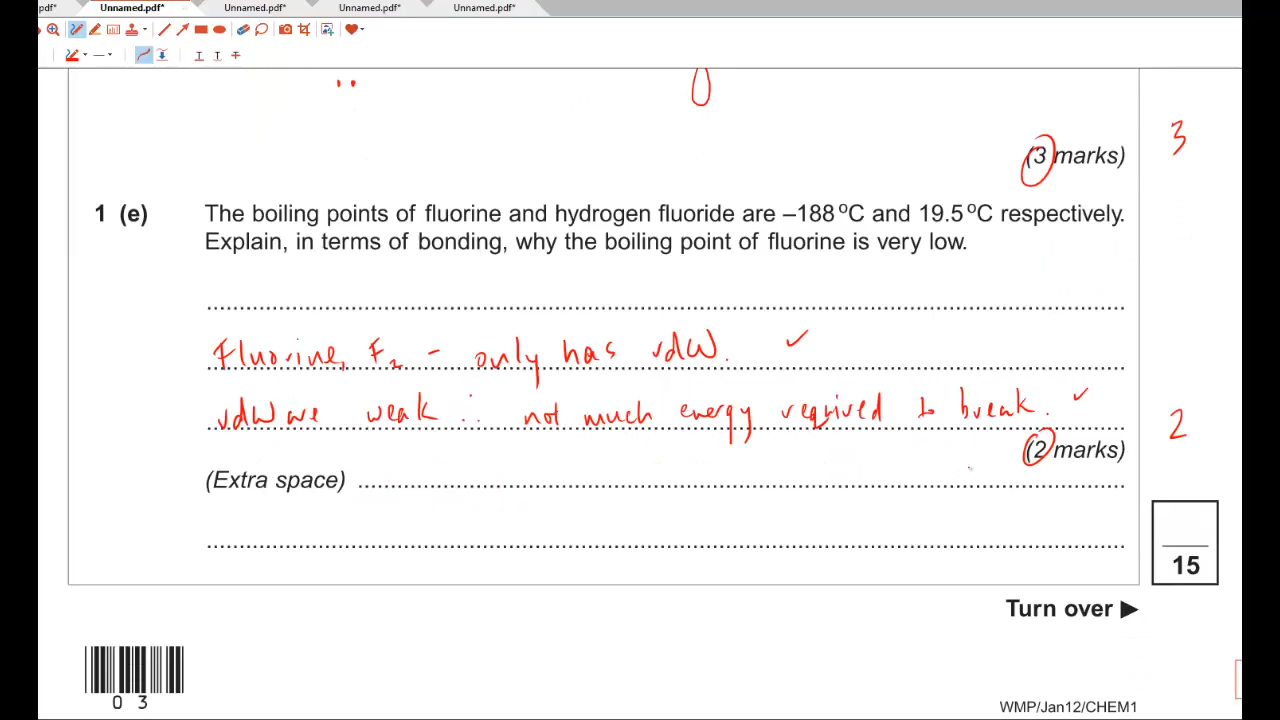 pdf* Unnamed.pdf* Unnamed.pdf* Unnamed.pdf* Unnamed.pdf*
(3 marks) 3
1 (e) The boiling points of fluorine and hydrogen fluoride are –188 °C and 19.5 °C respectively.
Explain, in terms of bonding, why the boiling point of fluorine is very low.
Fluorine, F₂ - only has vdW. ✓
vdW are weak ∴ not much energy required to break. ✓
(2 marks) 2
(Extra space)
15
Turn over ▶
0 3
WMP/Jan12/CHEM1